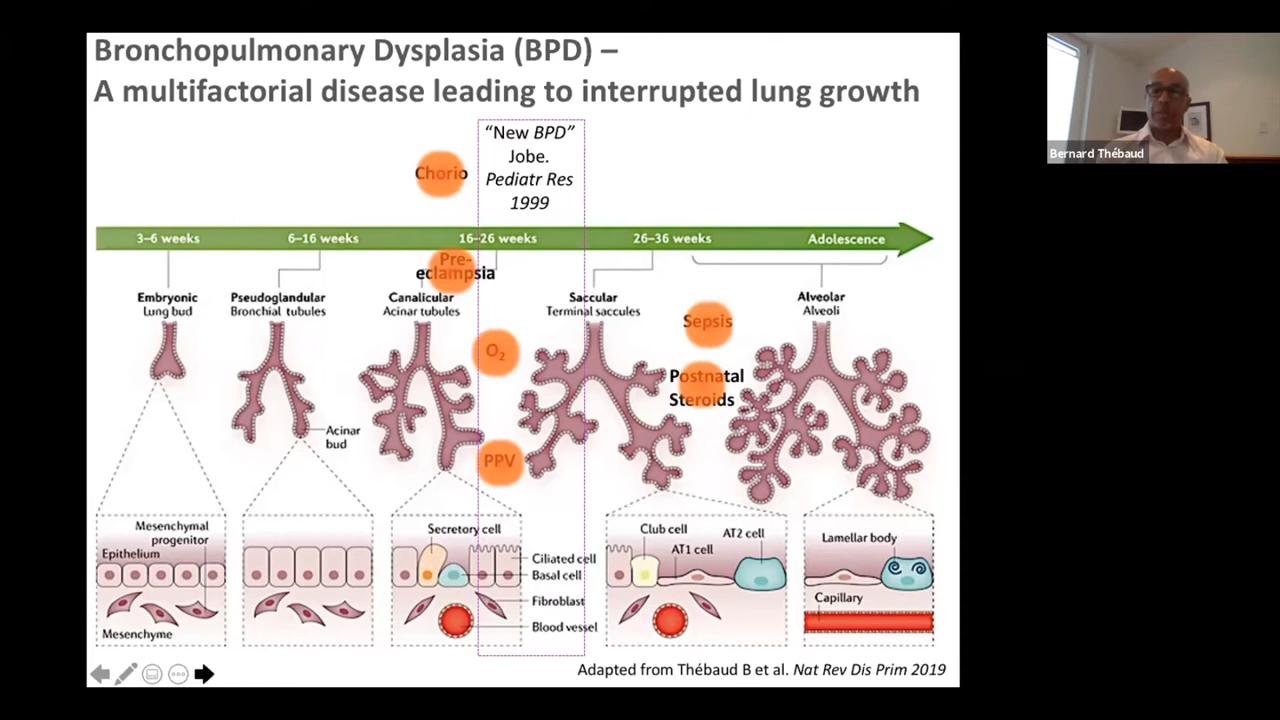 Bronchopulmonary Dysplasia (BPD) –
A multifactorial disease leading to interrupted lung growth
"New BPD"
Jobe.
Pediatr Res
1999
Chorio
3–6 weeks
6–16 weeks
16–26 weeks
26–36 weeks
Adolescence
Pre-
eclampsia
Embryonic
Lung bud
Pseudoglandular
Bronchial tubules
Canalicular
Acinar tubules
Saccular
Terminal saccules
Alveolar
Alveoli
Sepsis
O₂
Postnatal
Steroids
Acinar
bud
PPV
Mesenchymal
progenitor
Epithelium
Mesenchyme
Secretory cell
Ciliated cell
Basal cell
Fibroblast
Blood vessel
Club cell
AT2 cell
AT1 cell
Lamellar body
Capillary
Adapted from Thébaud B et al. Nat Rev Dis Prim 2019
Bernard Thébaud